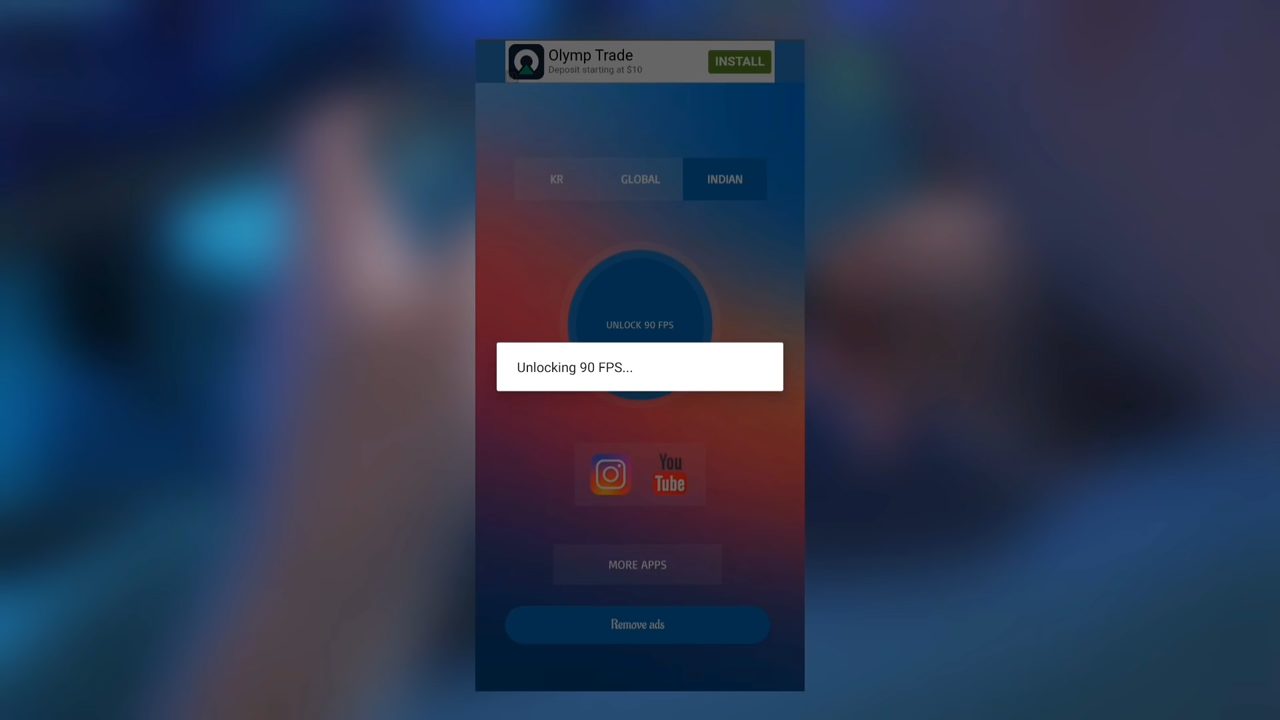 Olymp Trade
Deposit starting at $10
INSTALL
KR
GLOBAL
INDIAN
UNLOCK 90 FPS
Unlocking 90 FPS...
You
Tube
MORE APPS
Remove ads